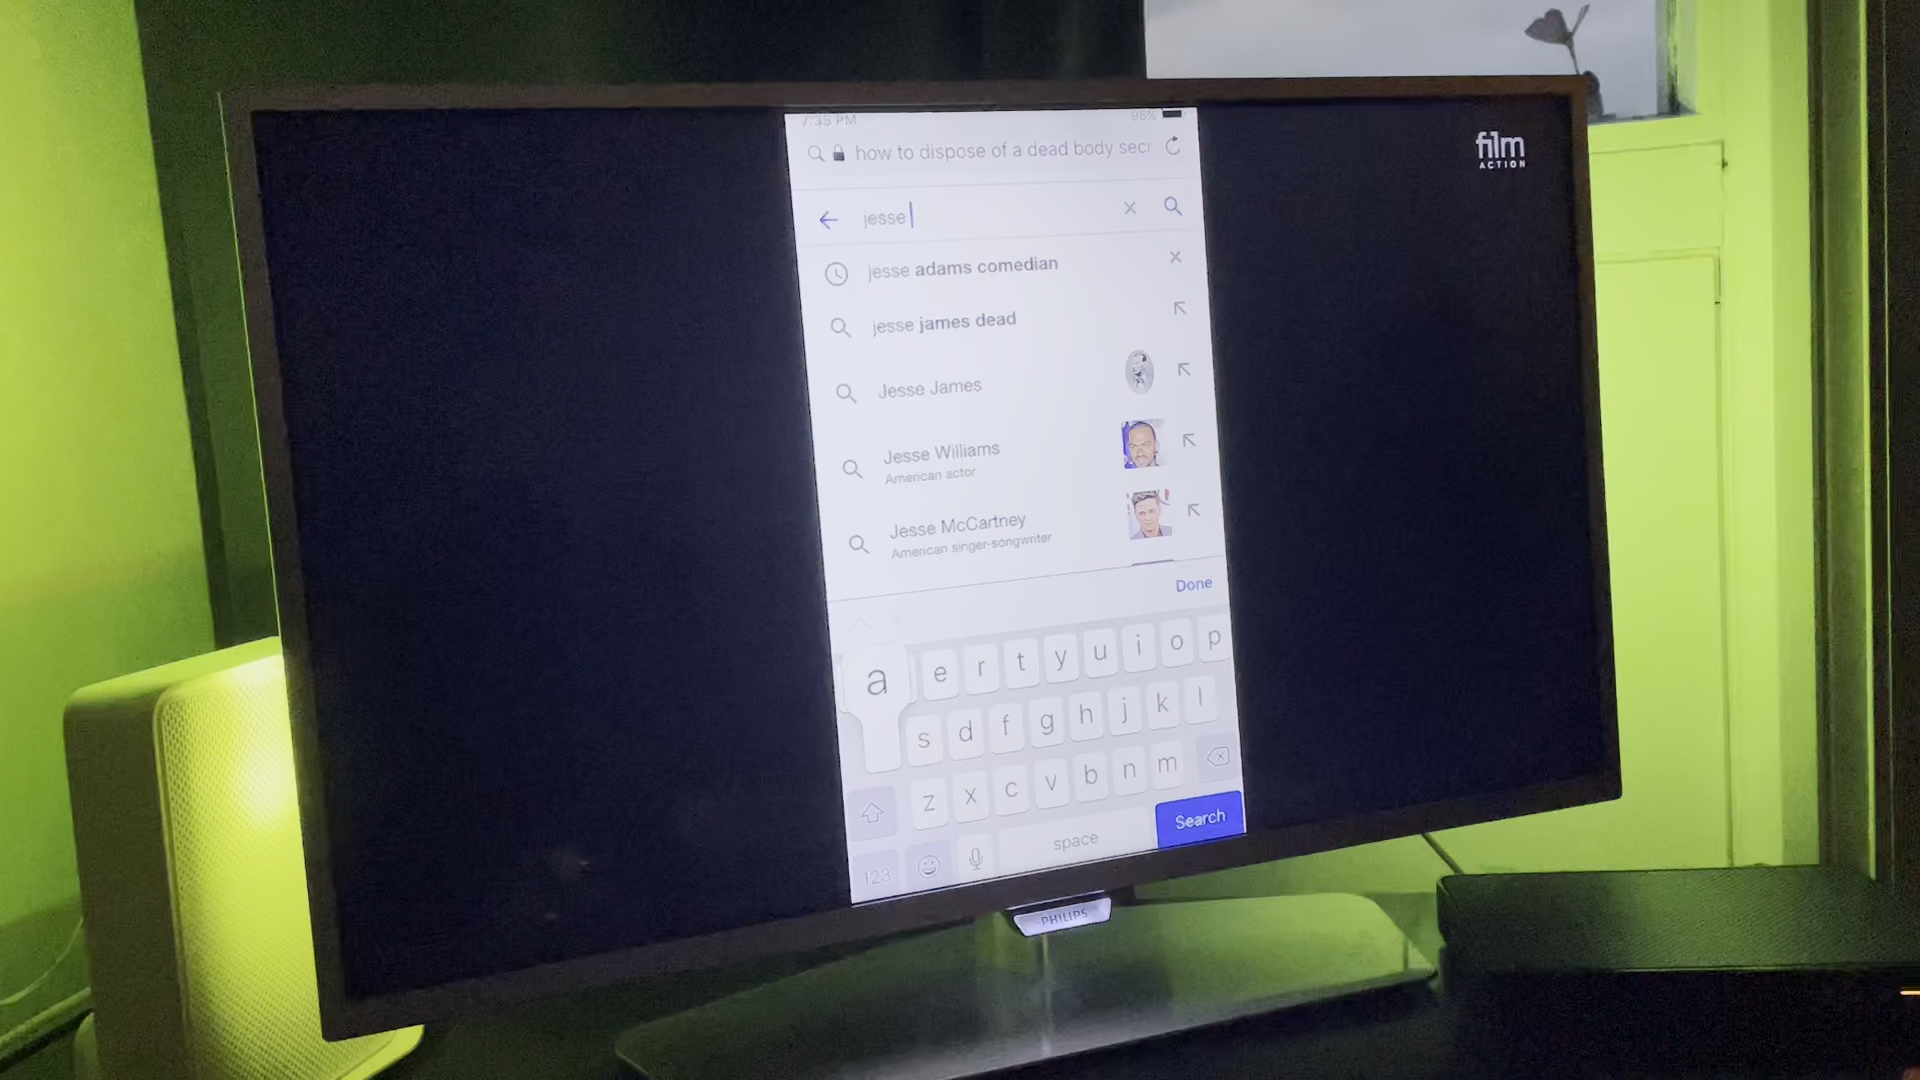 7:35 PM 96%
how to dispose of a dead body secr
film
ACTION
jesse
jesse adams comedian
jesse james dead
Jesse James
Jesse Williams
American actor
Jesse McCartney
American singer-songwriter
Done
a e r t y u i o p
s d f g h j k l
z x c v b n m
123 space Search
PHILIPS